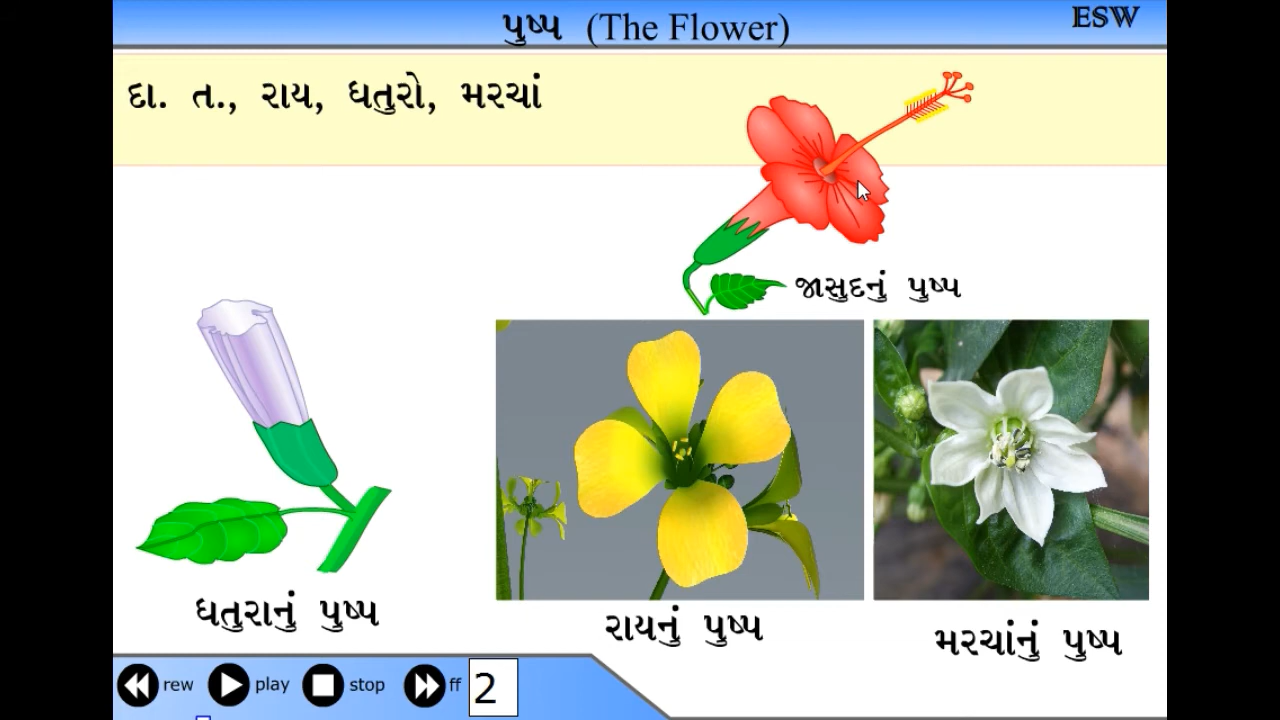 પુષ્પ (The Flower)
ESW
દા. ત., રાય, ધતુરો, મરચાં
જાસુદનું પુષ્પ
ધતુરાનું પુષ્પ
રાયનું પુષ્પ
મરચાંનું પુષ્પ
rew play stop ff 2